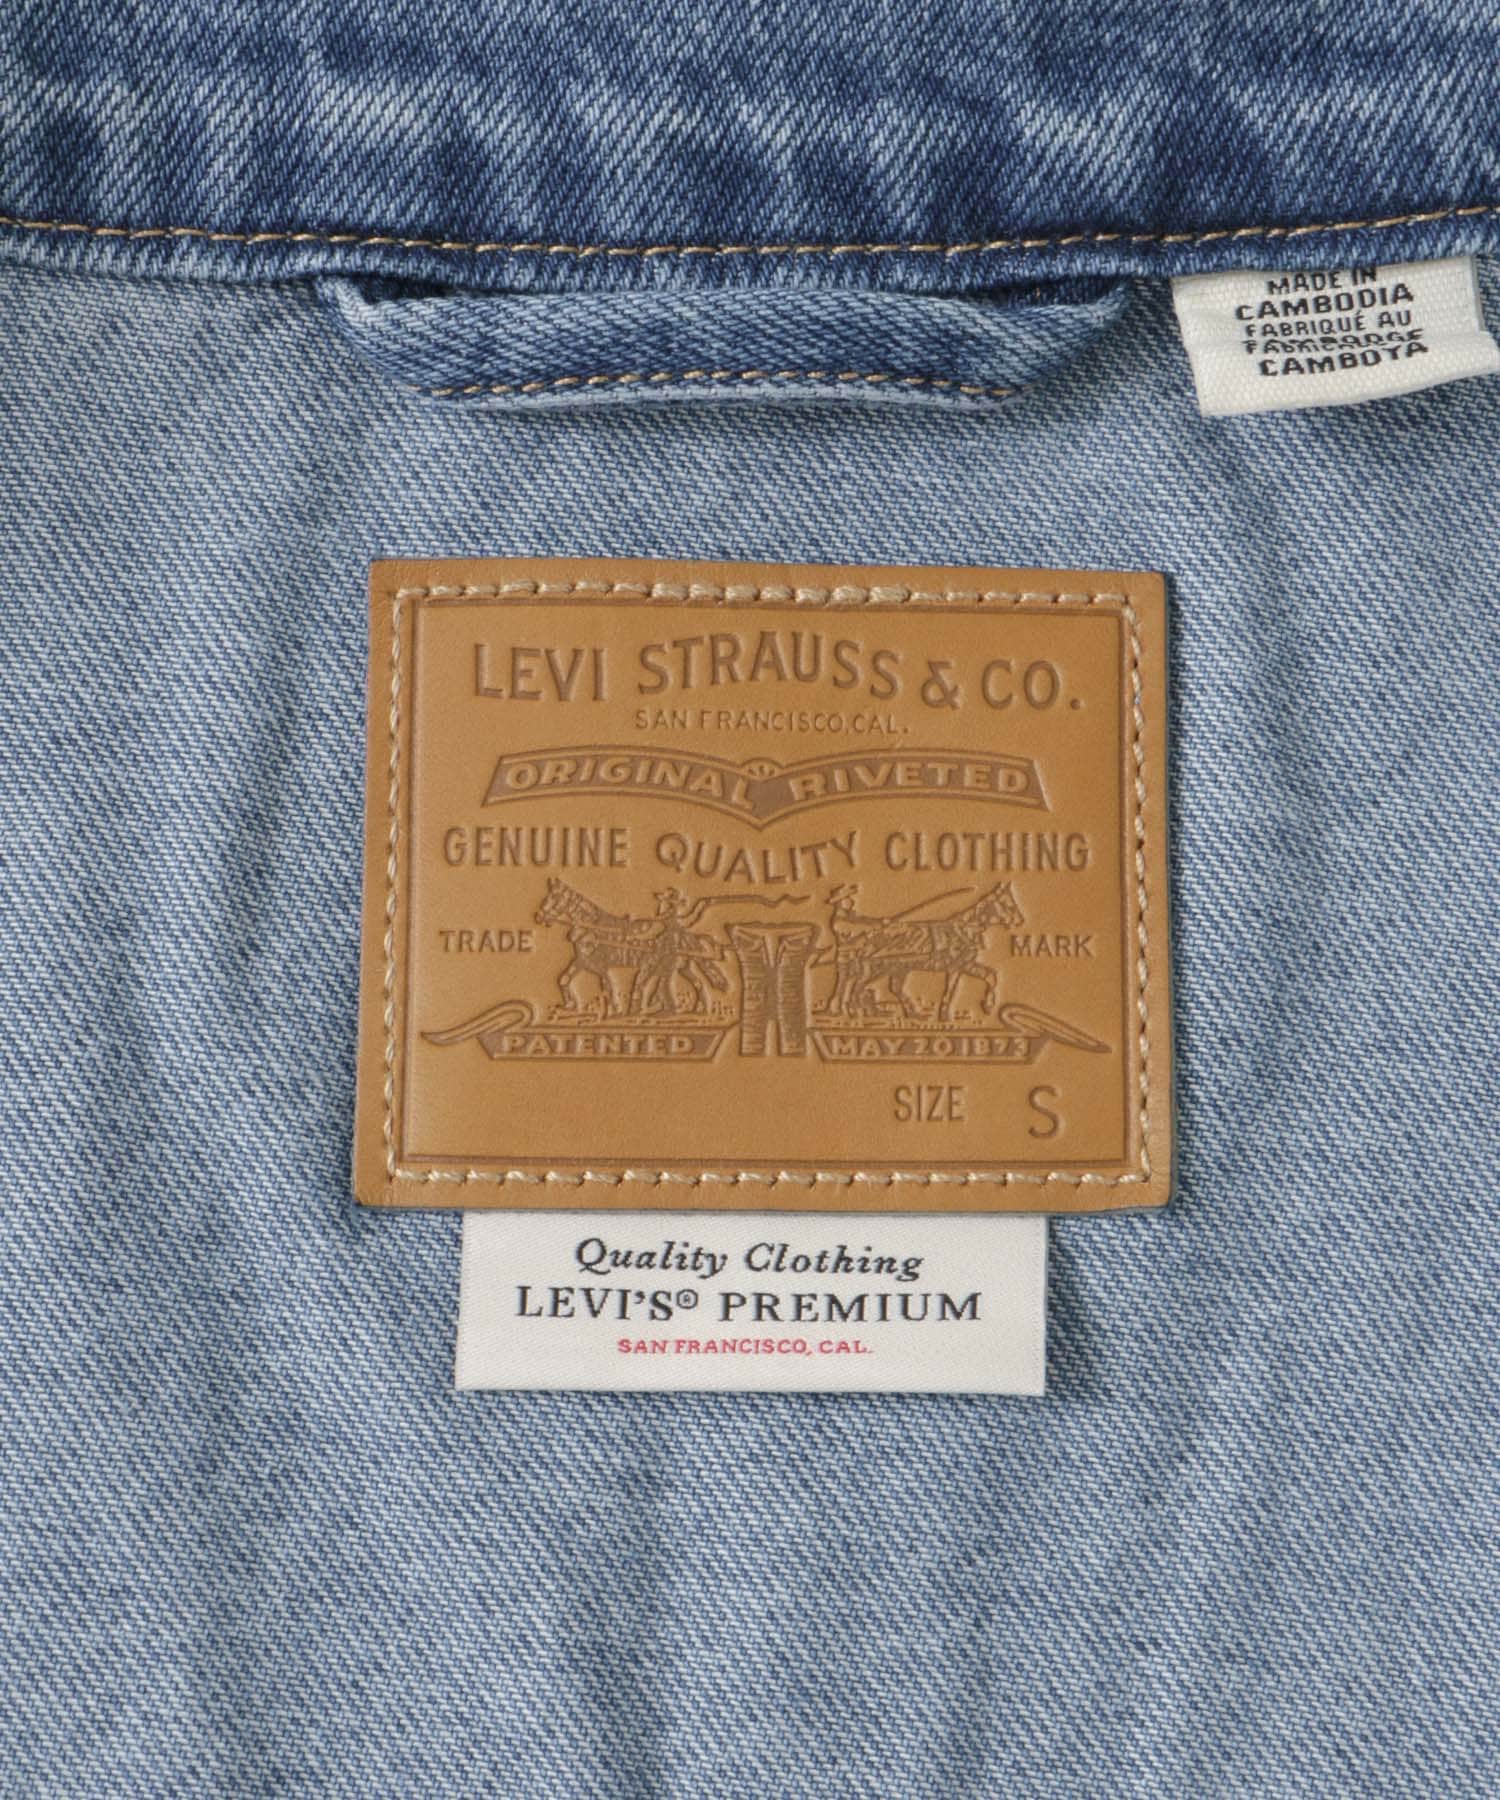 MADE IN
CAMBODIA
FABRIQUÉ AU
CAMBODGE
CAMBOYA
LEVI STRAUSS & CO.
SAN FRANCISCO, CAL.
ORIGINAL RIVETED
GENUINE QUALITY CLOTHING
TRADE MARK
PATENTED MAY 20 1873
SIZE S
Quality Clothing
LEVI'S® PREMIUM
SAN FRANCISCO, CAL.